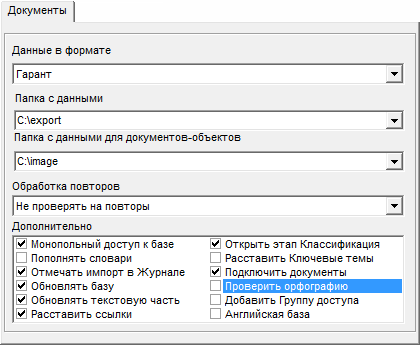 Документы
Данные в формате
Гарант
Папка с данными
C:\export
Папка с данными для документов-объектов
C:\image
Обработка повторов
Не проверять на повторы
Дополнительно
Монопольный доступ к базе
Пополнять словари
Отмечать импорт в Журнале
Обновлять базу
Обновлять текстовую часть
Расставить ссылки
Открыть этап Классификация
Расставить Ключевые темы
Подключить документы
Проверить орфографию
Добавить Группу доступа
Английская база